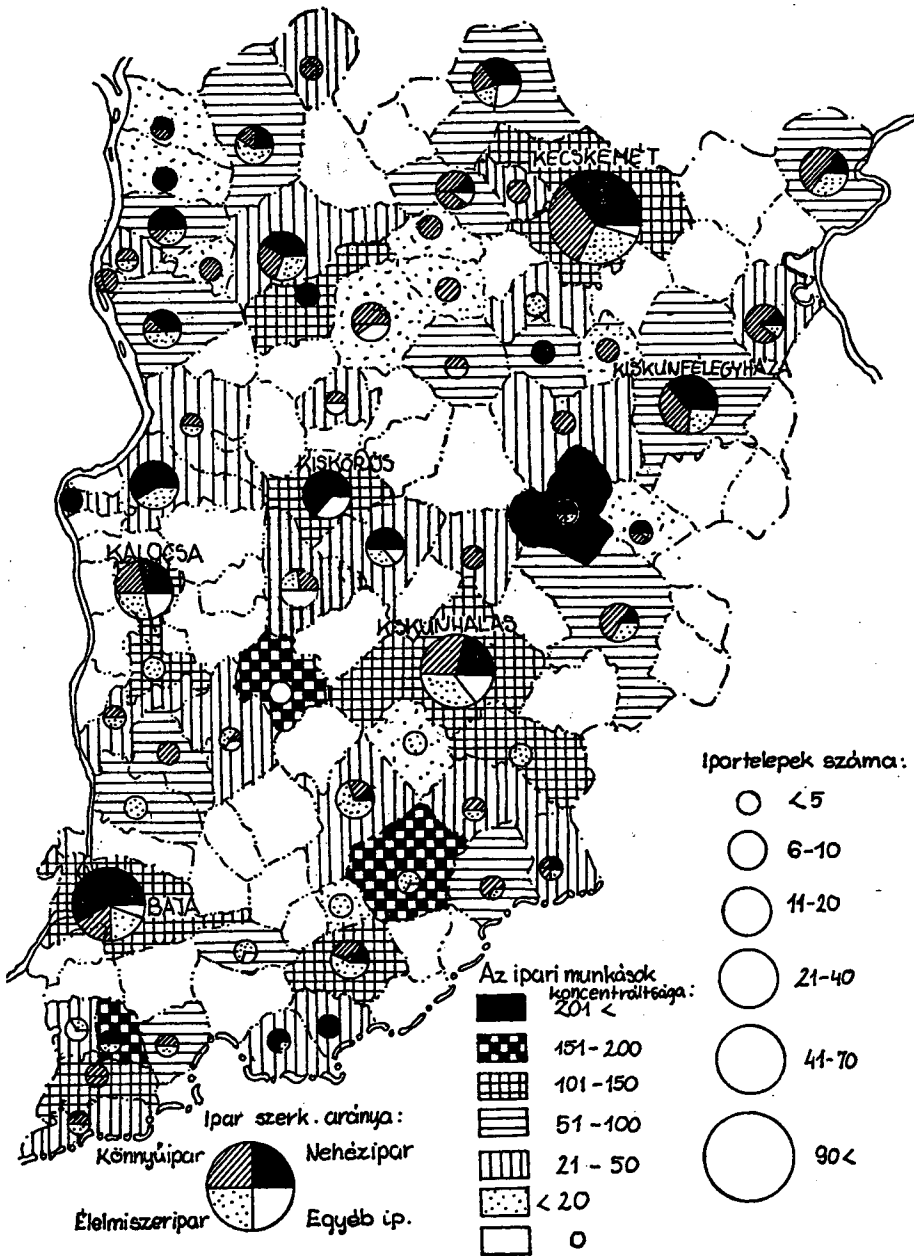 KECSKEMÉT
KISKUNFÉLEGYHÁZA
KISKŐRÖS
KALOCSA
KISKUNHALAS
BAJA
Ipartelepek száma:
<5
6-10
11-20
21-40
41-70
90<
Az ipari munkások
koncentráltsága:
201 <
151-200
101-150
51-100
21-50
<20
0
Ipar szerk. aránya:
Könnyűipar
Nehézipar
Élelmiszeripar
Egyéb ip.